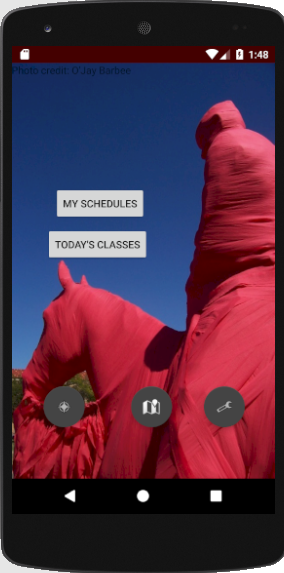 1:48
Photo credit: O'Jay Barbee
MY SCHEDULES
TODAY'S CLASSES